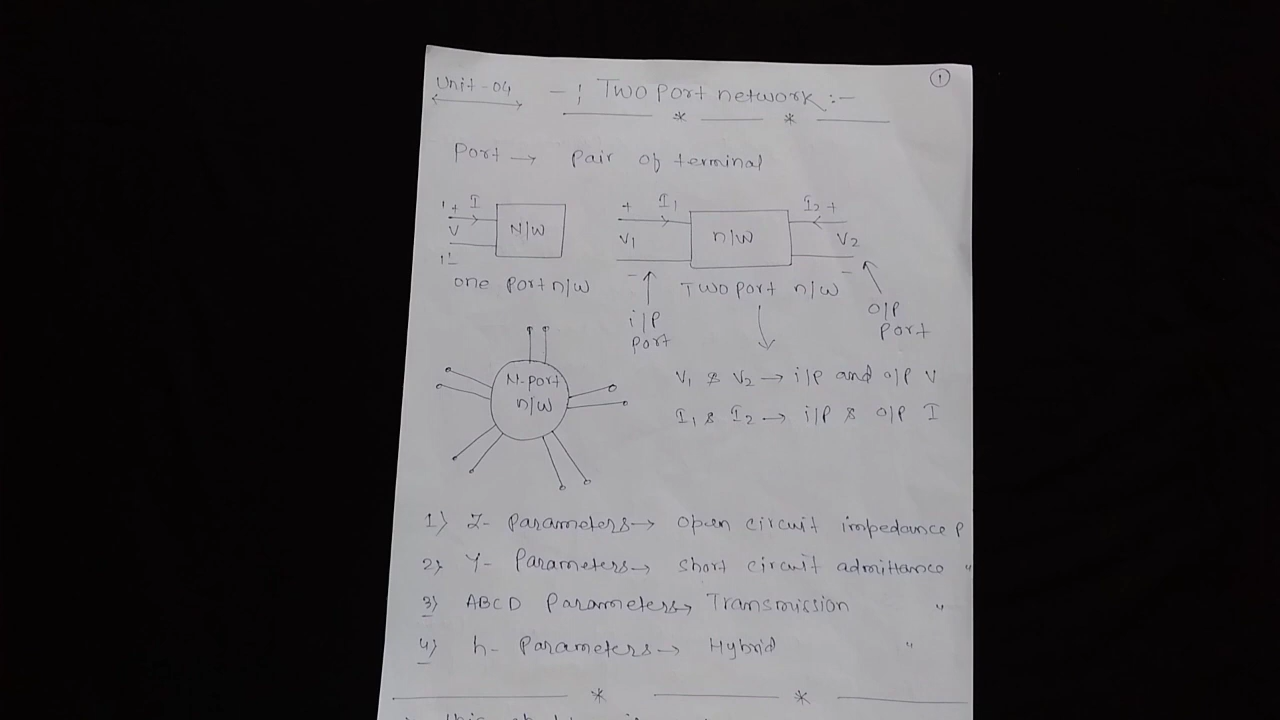 Unit-04
-: Two port network :-
1
Port → Pair of terminal
1 + I
V
1'-
N/W
one port n/w
+ I1
V1
-
n/W
I2 +
V2
-
Two port n/w
i/P
port
o/P
port
N-port
n/W
V1 & V2 → i/p and o/p V
I1 & I2 → i/p & o/p I
1) Z- Parameters → open circuit impedance P
2) Y- Parameters → short circuit admittance "
3) ABCD Parameters → Transmission "
4) h- Parameters → Hybrid "